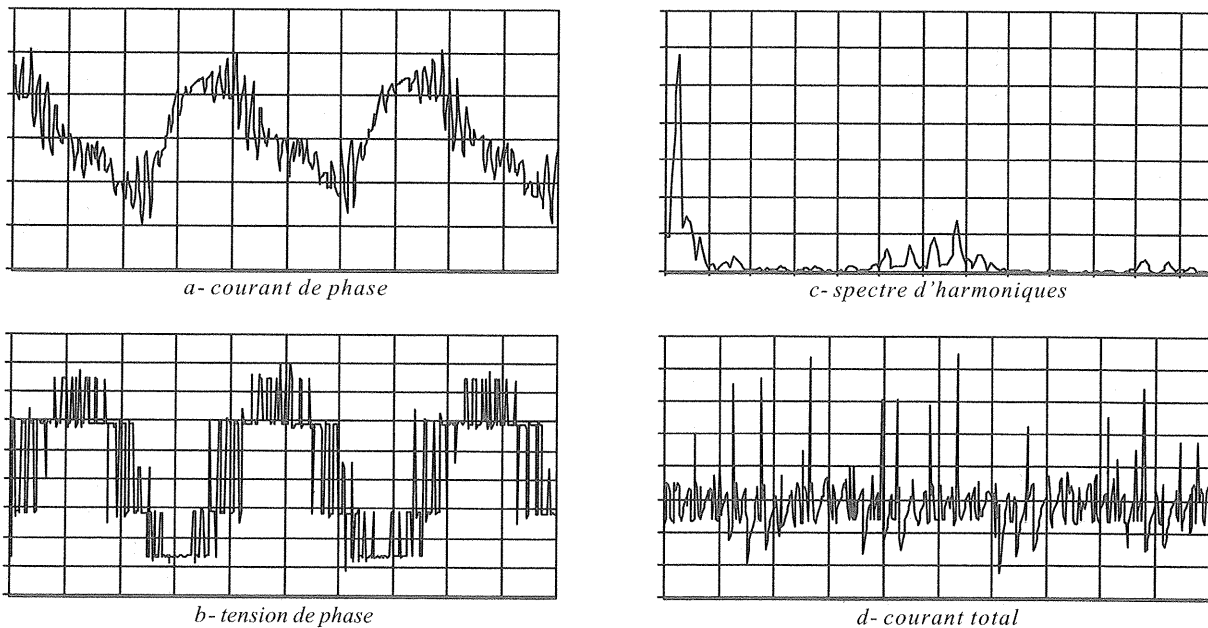 a- courant de phase
c- spectre d'harmoniques
b- tension de phase
d- courant total